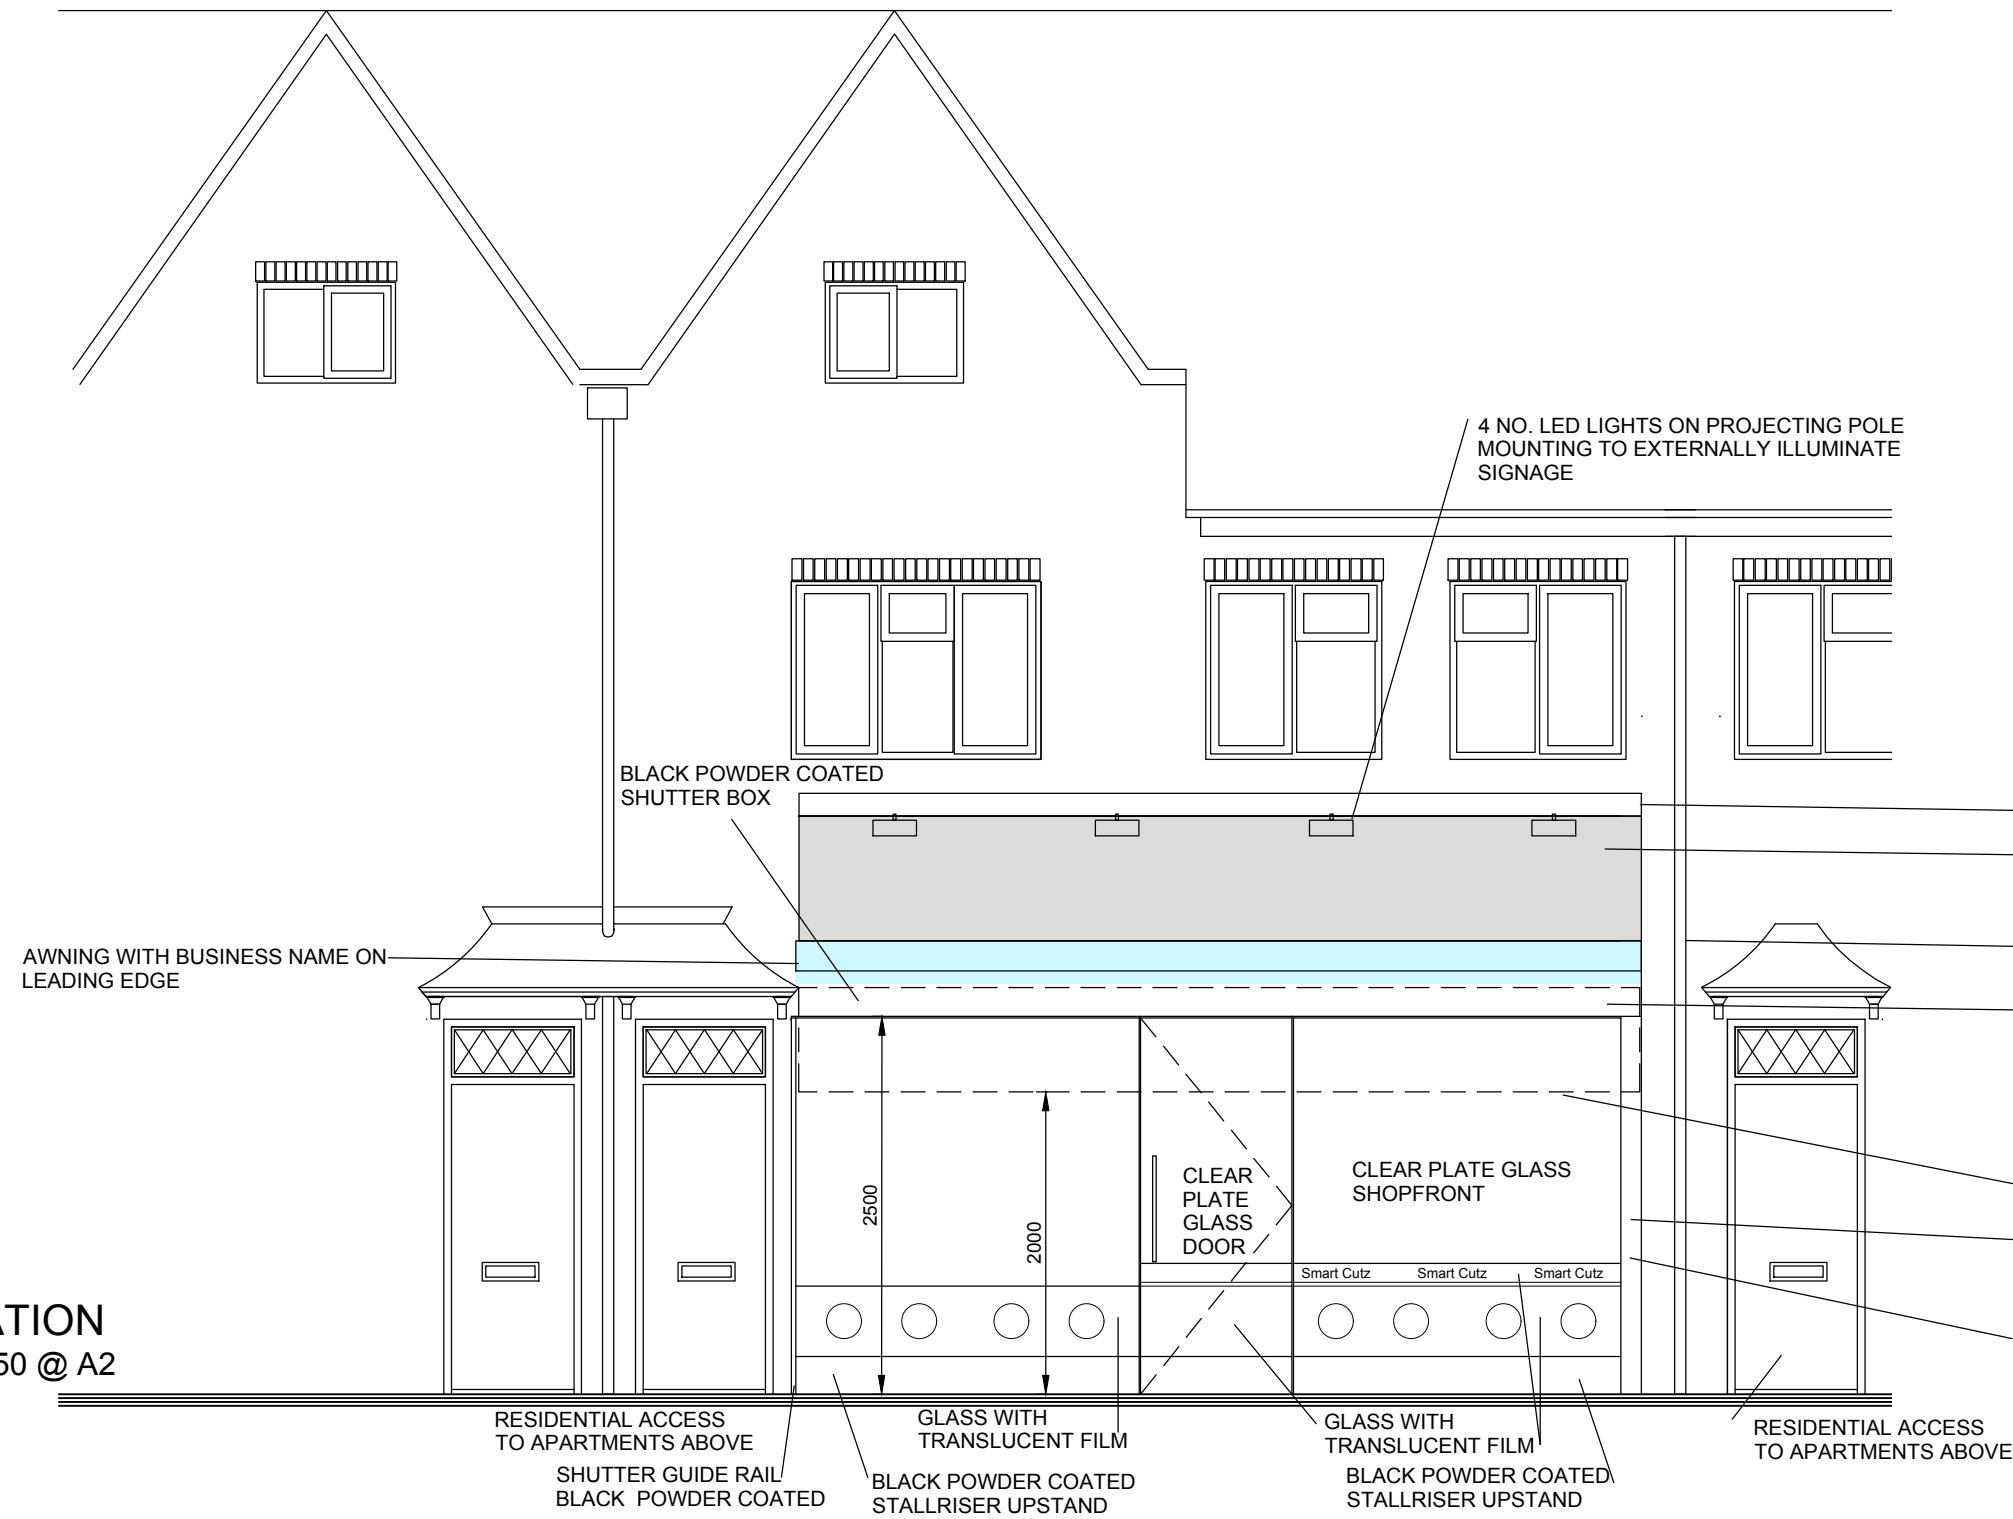 4 NO. LED LIGHTS ON PROJECTING POLE
MOUNTING TO EXTERNALLY ILLUMINATE
SIGNAGE
BLACK POWDER COATED
SHUTTER BOX
AWNING WITH BUSINESS NAME ON
LEADING EDGE
2500
2000
CLEAR
PLATE
GLASS
DOOR
CLEAR PLATE GLASS
SHOPFRONT
Smart Cutz Smart Cutz Smart Cutz
ATION
50 @ A2
RESIDENTIAL ACCESS
TO APARTMENTS ABOVE
SHUTTER GUIDE RAIL
BLACK POWDER COATED
GLASS WITH
TRANSLUCENT FILM
BLACK POWDER COATED
STALLRISER UPSTAND
GLASS WITH
TRANSLUCENT FILM
BLACK POWDER COATED
STALLRISER UPSTAND
RESIDENTIAL ACCESS
TO APARTMENTS ABOVE